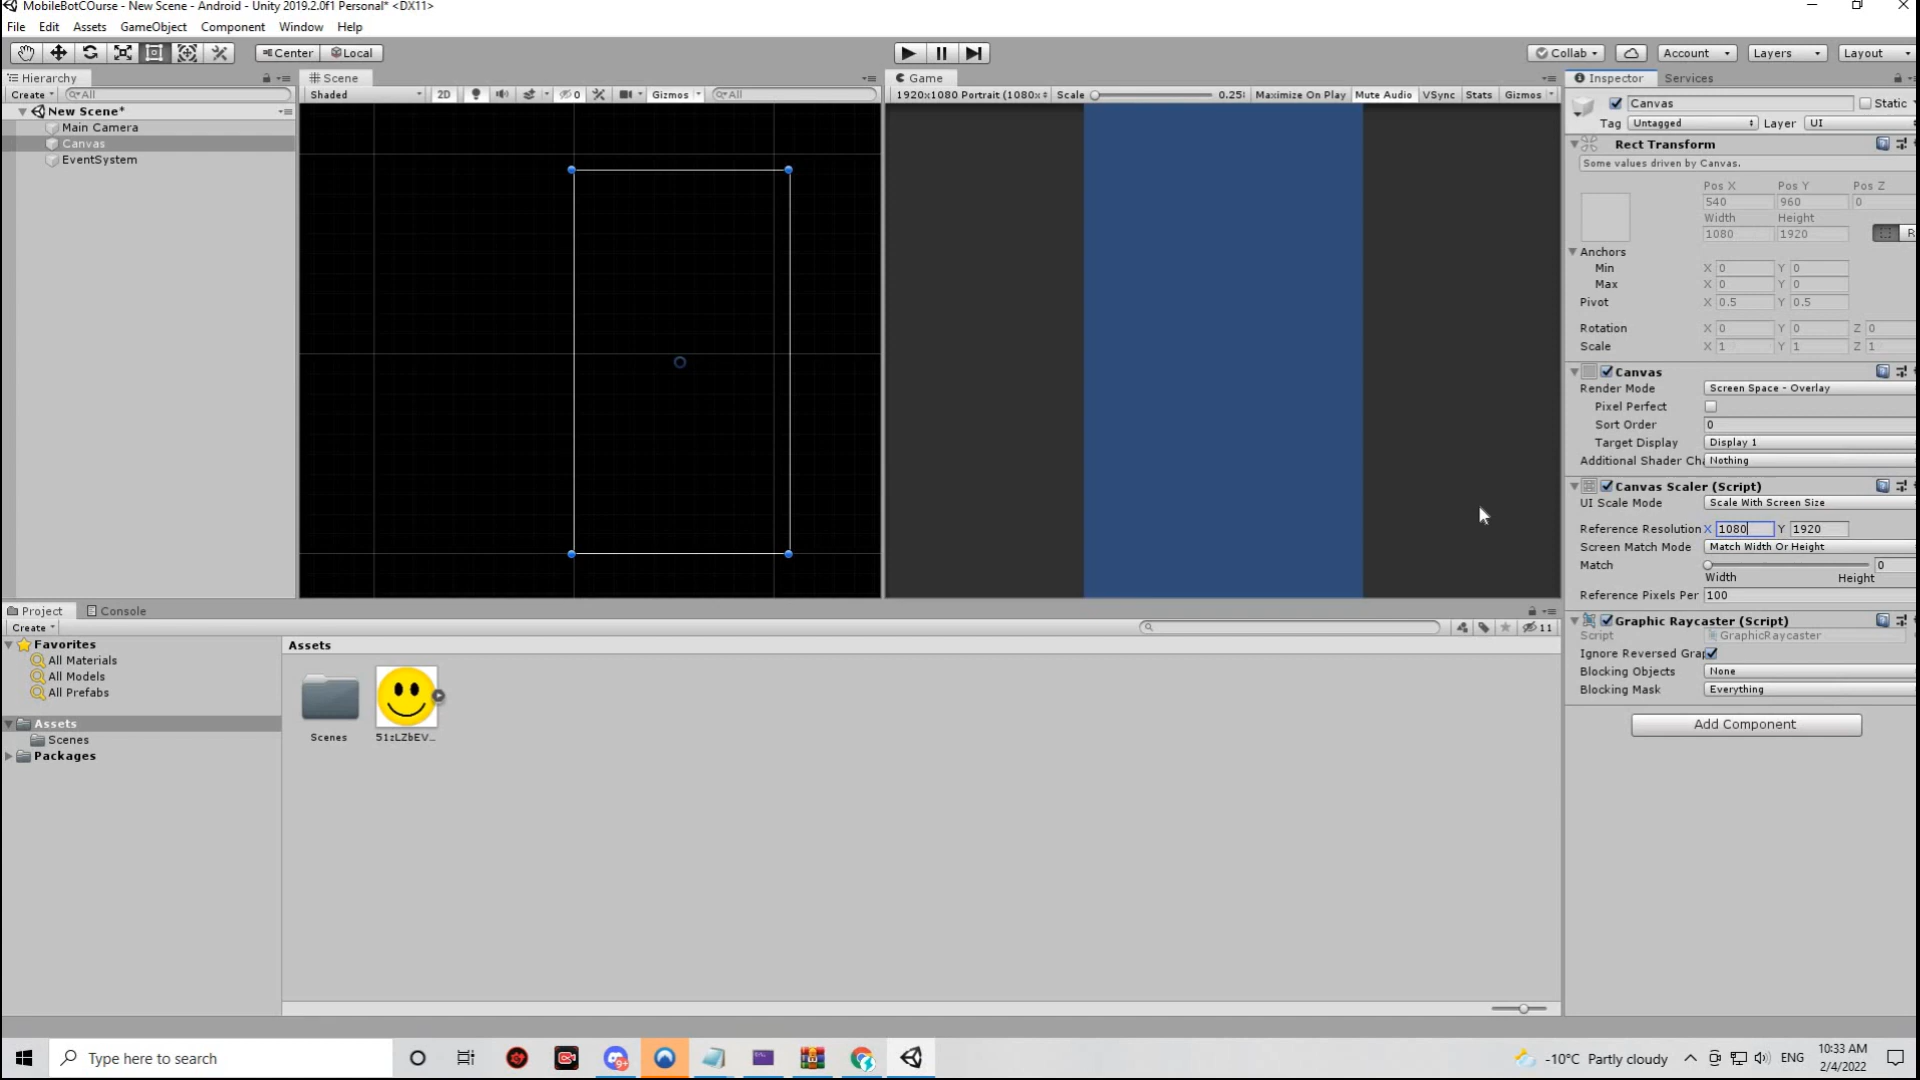 MobileBotCOurse - New Scene - Android - Unity 2019.2.0f1 Personal* <DX11>
File Edit Assets GameObject Component Window Help
Center Local
Collab Account Layers Layout
Hierarchy
Create All
New Scene*
Main Camera
Canvas
EventSystem
Scene
Shaded 2D 0 Gizmos All
Game
1920x1080 Portrait (1080x Scale 0.25: Maximize On Play Mute Audio VSync Stats Gizmos
Inspector Services
Canvas Static
Tag Untagged Layer UI
Rect Transform
Some values driven by Canvas.
Pos X Pos Y Pos Z
540 960 0
Width Height
1080 1920 R
Anchors
Min X 0 Y 0
Max X 0 Y 0
Pivot X 0.5 Y 0.5
Rotation X 0 Y 0 Z 0
Scale X 1 Y 1 Z 1
Canvas
Render Mode Screen Space - Overlay
Pixel Perfect
Sort Order 0
Target Display Display 1
Additional Shader Cha Nothing
Canvas Scaler (Script)
UI Scale Mode Scale With Screen Size
Reference Resolution X 1080 Y 1920
Screen Match Mode Match Width Or Height
Match 0
Width Height
Reference Pixels Per 100
Graphic Raycaster (Script)
Script GraphicRaycaster
Ignore Reversed Grap
Blocking Objects None
Blocking Mask Everything
Add Component
Project Console
Create 11
Favorites
All Materials
All Models
All Prefabs
Assets
Scenes
Packages
Assets
Scenes 51zLZbEV...
Type here to search
-10°C Partly cloudy ENG
10:33 AM
2/4/2022
9+